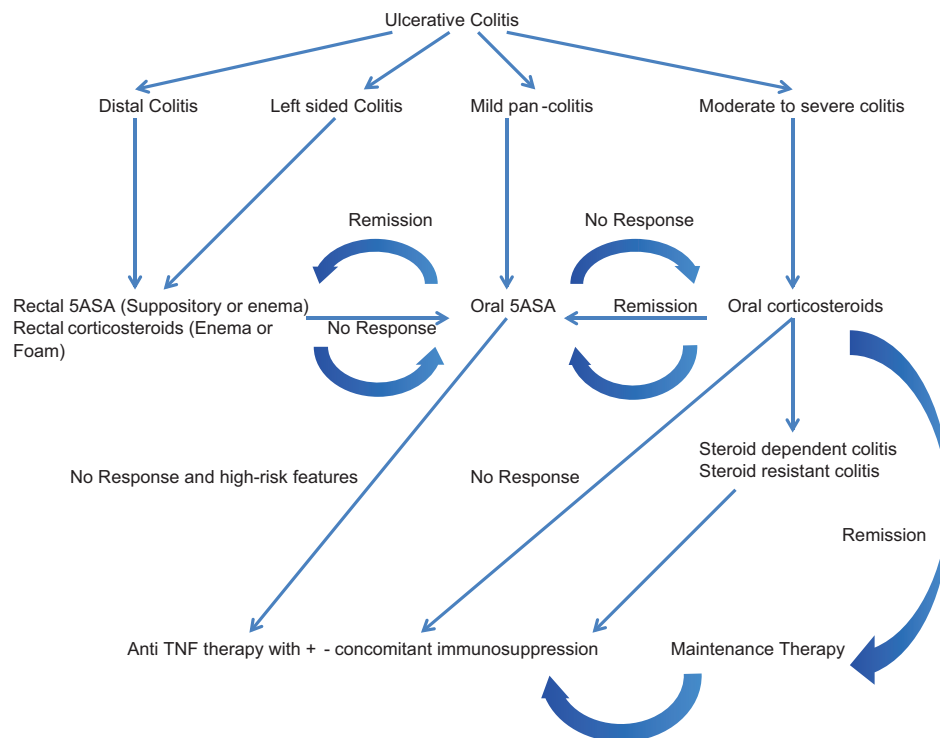 Ulcerative Colitis
Distal Colitis
Left sided Colitis
Mild pan -colitis
Moderate to severe colitis
Remission
No Response
Rectal 5ASA (Suppository or enema)
Rectal corticosteroids (Enema or
Foam)
No Response
Oral 5ASA
Remission
Oral corticosteroids
Steroid dependent colitis
Steroid resistant colitis
No Response and high-risk features
No Response
Remission
Anti TNF therapy with + - concomitant immunosuppression
Maintenance Therapy